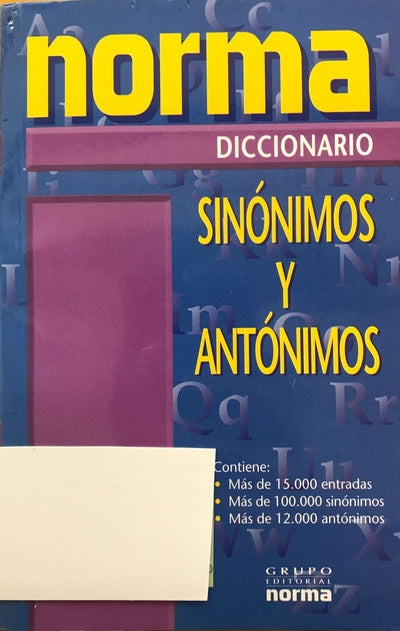 norma
DICCIONARIO
SINÓNIMOS
Y
ANTÓNIMOS
Contiene:
• Más de 15.000 entradas
• Más de 100.000 sinónimos
• Más de 12.000 antónimos
GRUPO
EDITORIAL
norma